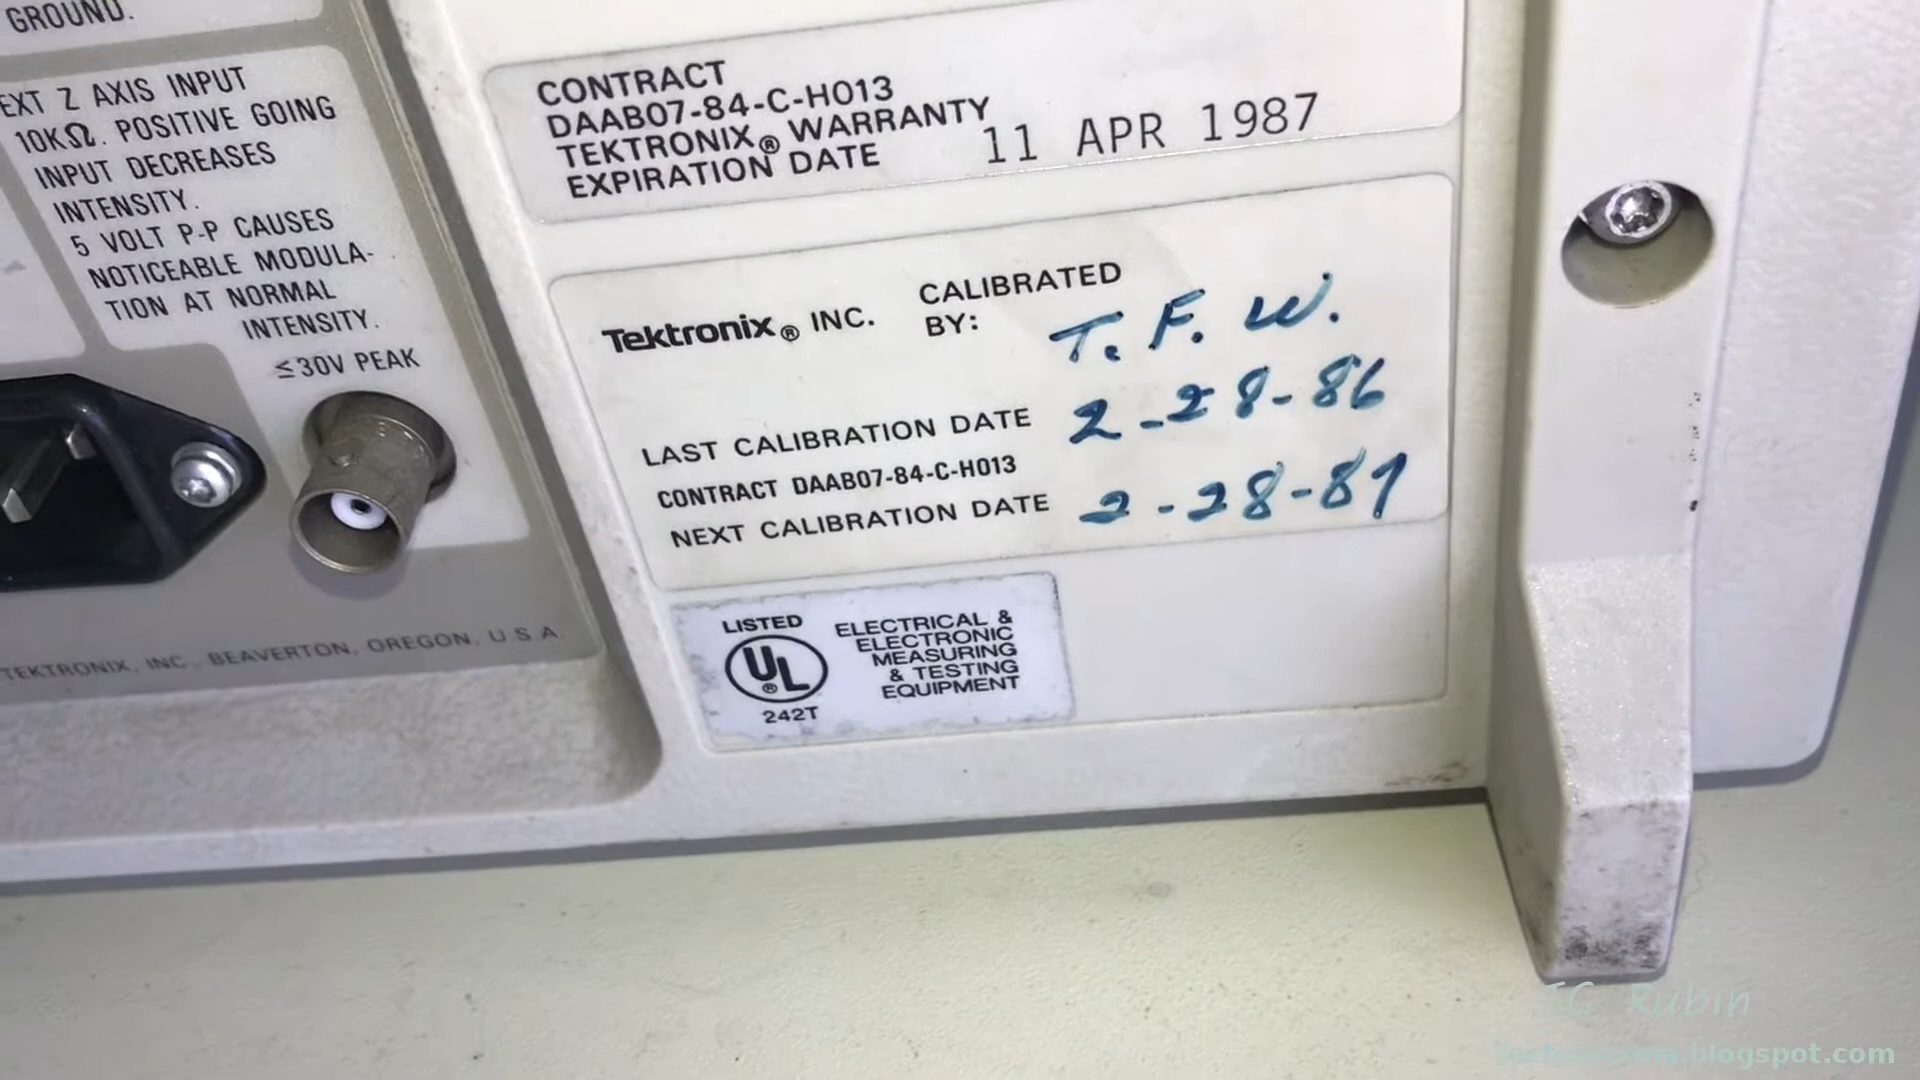 GROUND.
EXT Z AXIS INPUT
10KΩ. POSITIVE GOING
INPUT DECREASES
INTENSITY.
5 VOLT P-P CAUSES
NOTICEABLE MODULA-
TION AT NORMAL
INTENSITY.
≤30V PEAK
TEKTRONIX, INC. BEAVERTON, OREGON, U.S.A.
CONTRACT
DAAB07-84-C-H013
TEKTRONIX® WARRANTY
EXPIRATION DATE 11 APR 1987
Tektronix® INC. CALIBRATED
BY: T. F. W.
LAST CALIBRATION DATE 2-28-86
CONTRACT DAAB07-84-C-H013
NEXT CALIBRATION DATE 2-28-87
LISTED
UL®
242T
ELECTRICAL &
ELECTRONIC
MEASURING
& TESTING
EQUIPMENT
Rubin
.blogspot.com